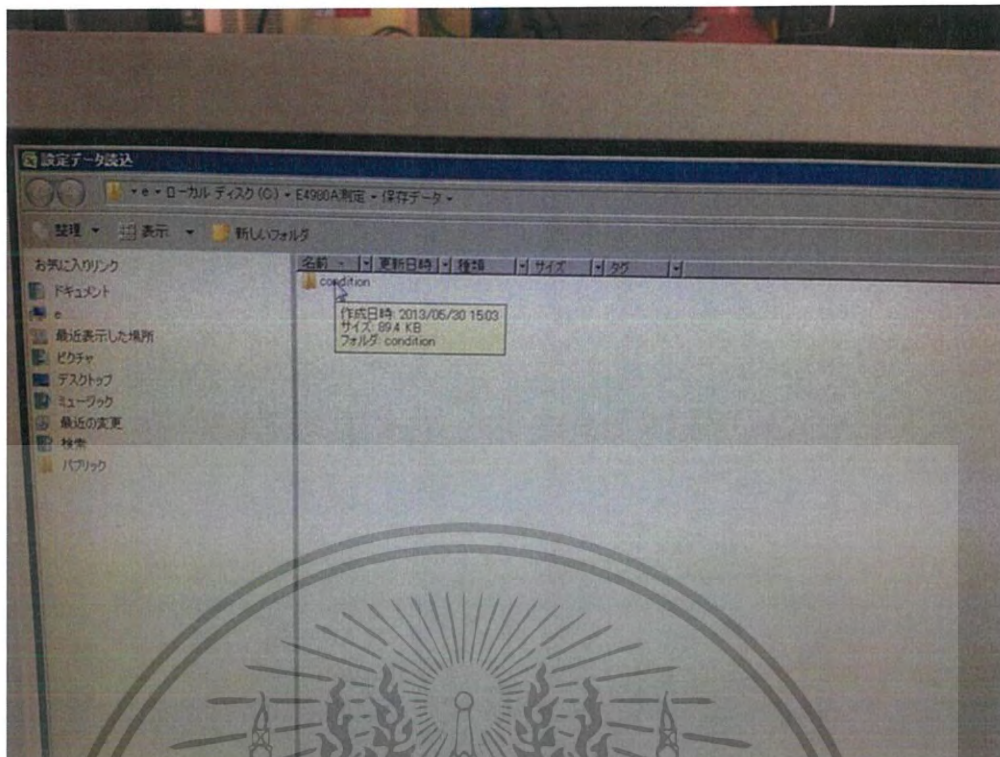 設定データ読込
e ローカル ディスク (C:) E4980A測定 保存データ
整理 表示 新しいフォルダ
お気に入りリンク
ドキュメント
e
最近表示した場所
ピクチャ
デスクトップ
ミュージック
最近の変更
検索
パブリック
名前 更新日時 種類 サイズ タグ
condition
作成日時: 2013/05/30 15:03
サイズ: 89.4 KB
フォルダ: condition